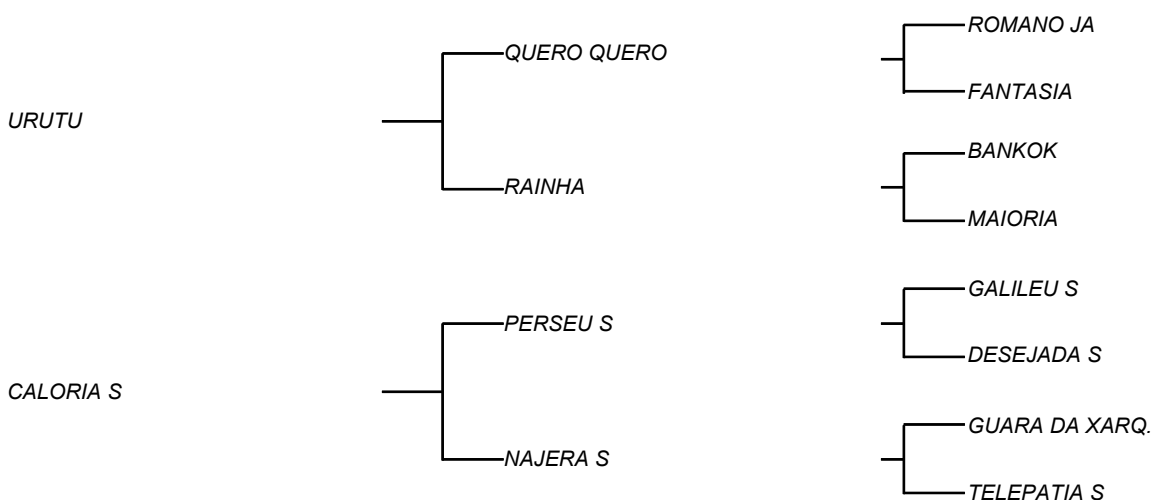 ROMANO JA
QUERO QUERO
FANTASIA
URUTU
BANKOK
RAINHA
MAIORIA
GALILEU S
PERSEU S
DESEJADA S
CALORIA S
GUARA DA XARQ.
NAJERA S
TELEPATIA S